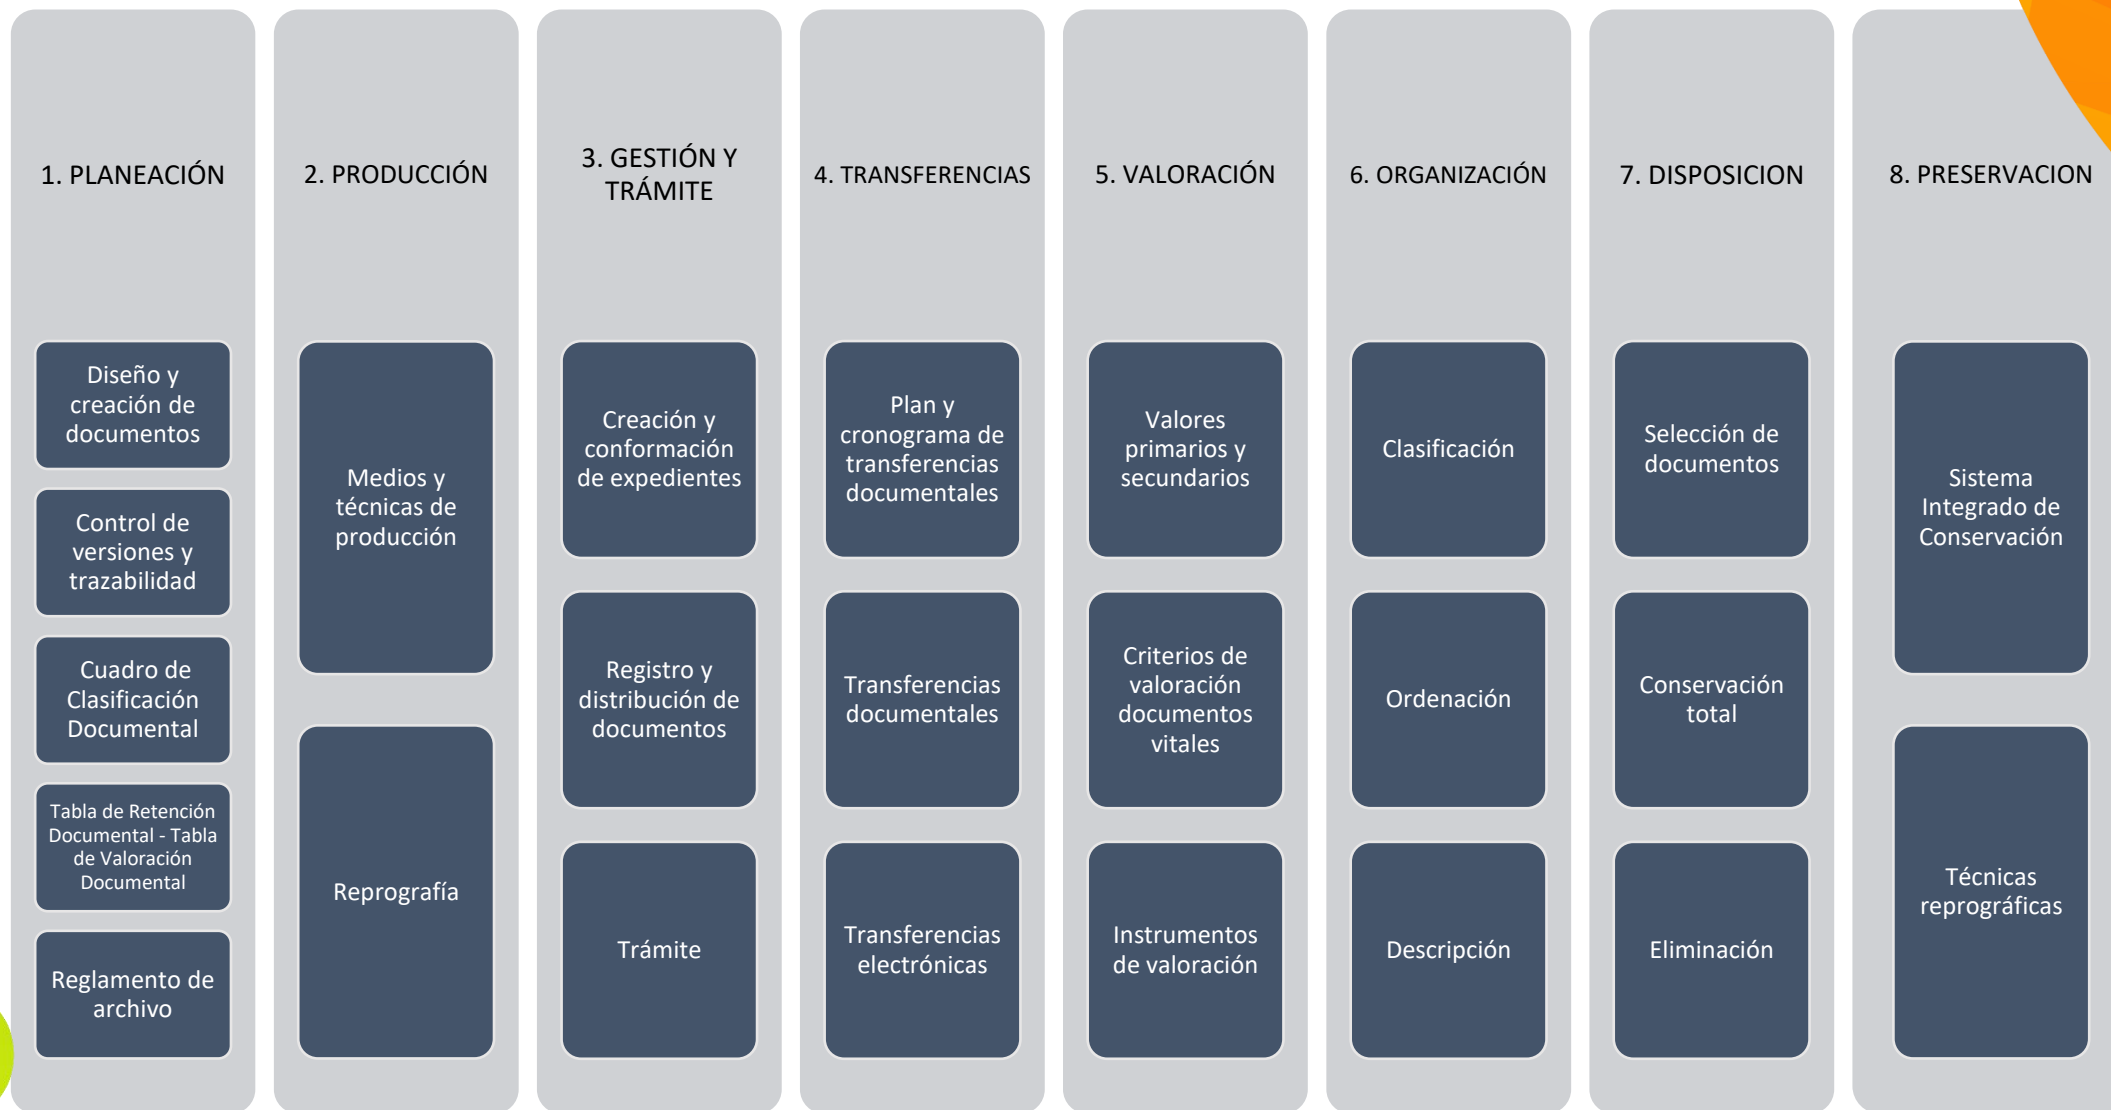 1. PLANEACIÓN
Diseño y
creación de
documentos
Control de
versiones y
trazabilidad
Cuadro de
Clasificación
Documental
Tabla de Retención
Documental - Tabla
de Valoración
Documental
Reglamento de
archivo
2. PRODUCCIÓN
Medios y
técnicas de
producción
Reprografía
3. GESTIÓN Y
TRÁMITE
Creación y
conformación
de expedientes
Registro y
distribución de
documentos
Trámite
4. TRANSFERENCIAS
Plan y
cronograma de
transferencias
documentales
Transferencias
documentales
Transferencias
electrónicas
5. VALORACIÓN
Valores
primarios y
secundarios
Criterios de
valoración
documentos
vitales
Instrumentos
de valoración
6. ORGANIZACIÓN
Clasificación
Ordenación
Descripción
7. DISPOSICION
Selección de
documentos
Conservación
total
Eliminación
8. PRESERVACION
Sistema
Integrado de
Conservación
Técnicas
reprográficas